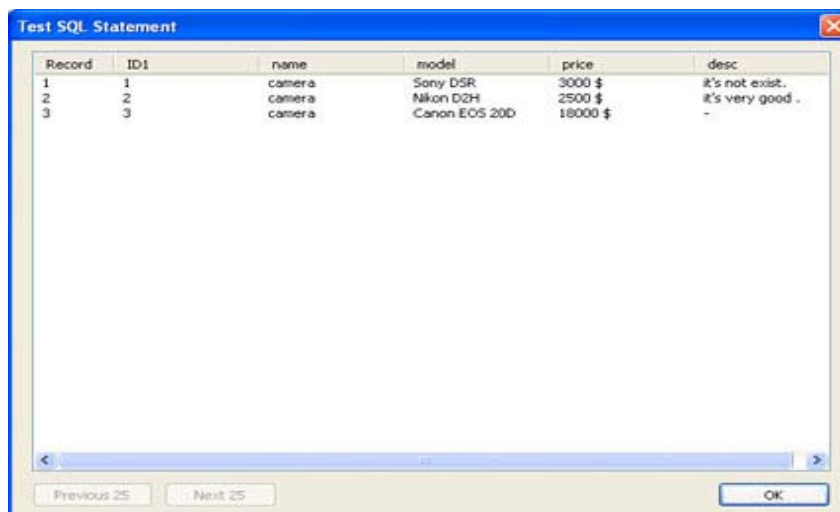 Test SQL Statement
Record ID1 name model price desc
1 1 camera Sony DSR 3000 $ it's not exist.
2 2 camera Nikon D2H 2500 $ it's very good .
3 3 camera Canon EOS 20D 18000 $ -
Previous 25 Next 25 OK